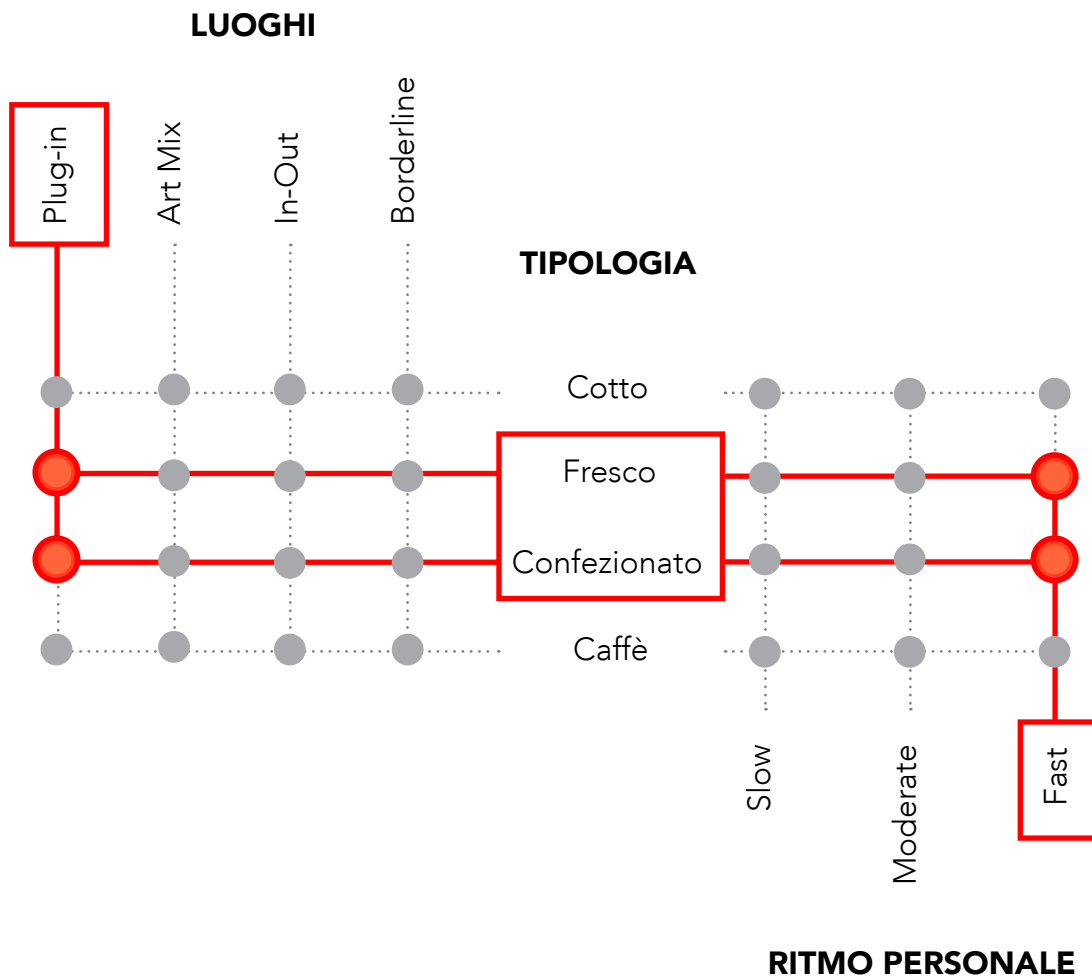 LUOGHI
Plug-in
Art Mix
In-Out
Borderline
TIPOLOGIA
Cotto
Fresco
Confezionato
Caffè
Slow
Moderate
Fast
RITMO PERSONALE